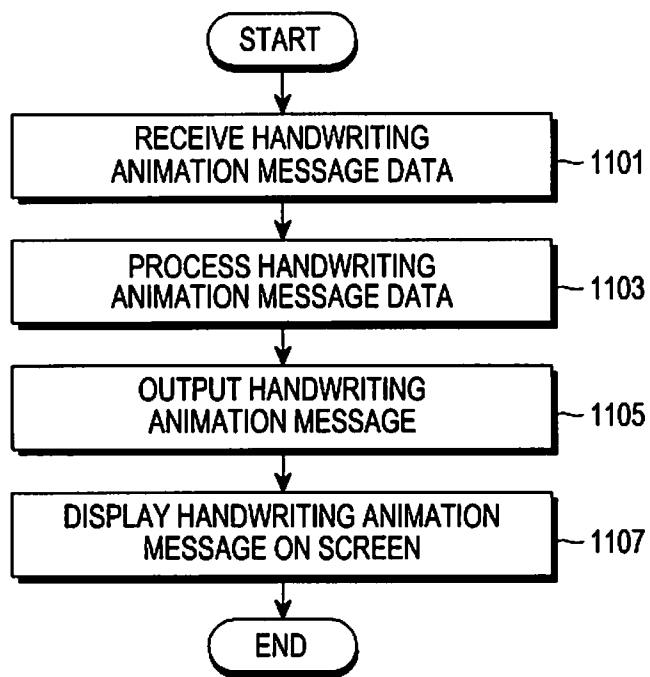 START
RECEIVE HANDWRITING
ANIMATION MESSAGE DATA
1101
PROCESS HANDWRITING
ANIMATION MESSAGE DATA
1103
OUTPUT HANDWRITING
ANIMATION MESSAGE
1105
DISPLAY HANDWRITING ANIMATION
MESSAGE ON SCREEN
1107
END